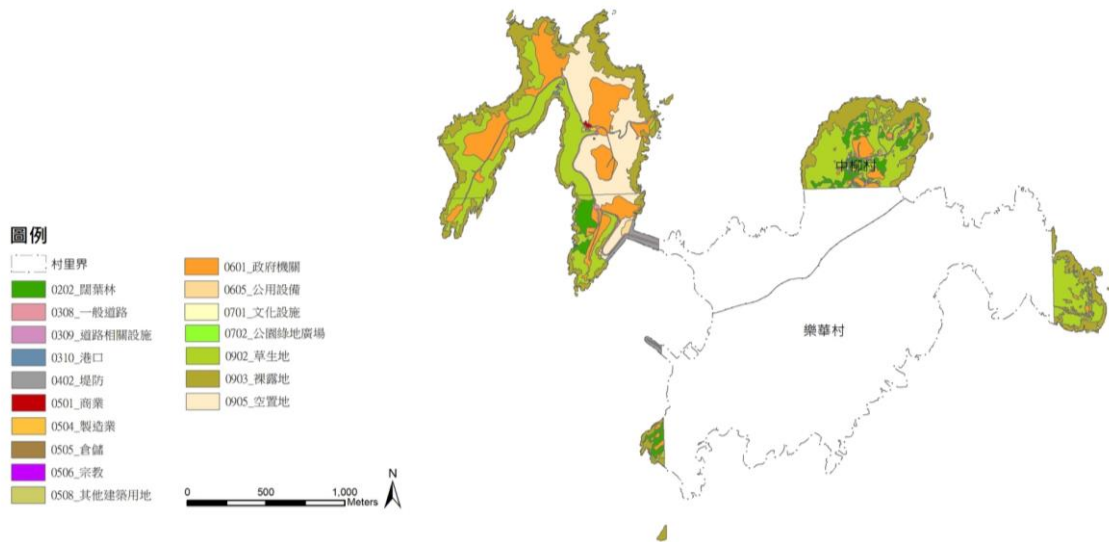 中柳村
樂華村
圖例
村里界
0202_闊葉林
0308_一般道路
0309_道路相關設施
0310_港口
0402_堤防
0501_商業
0504_製造業
0505_倉儲
0506_宗教
0508_其他建築用地
0601_政府機關
0605_公用設備
0701_文化設施
0702_公園綠地廣場
0902_草生地
0903_裸露地
0905_空置地
N
0 500 1,000
Meters